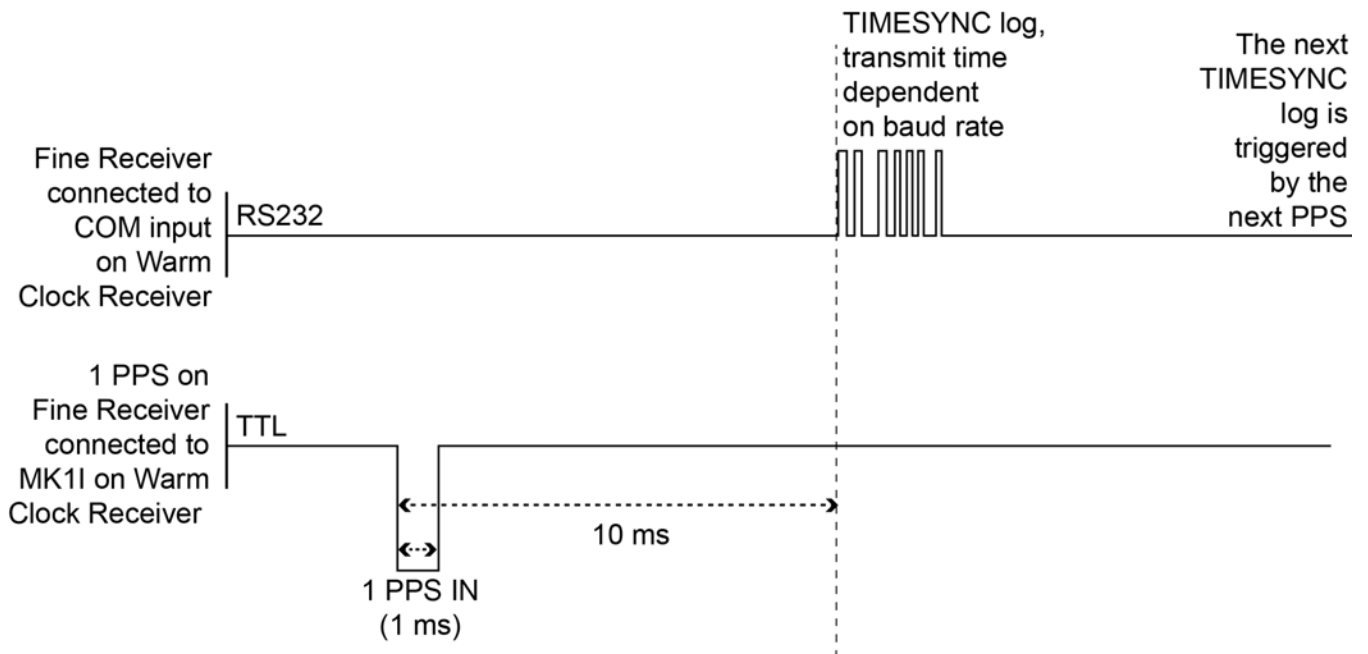 TIMESYNC log,
transmit time
dependent
on baud rate
The next
TIMESYNC
log is
triggered
by the
next PPS
Fine Receiver
connected to
COM input
on Warm
Clock Receiver
RS232
1 PPS on
Fine Receiver
connected to
MK1I on Warm
Clock Receiver
TTL
10 ms
1 PPS IN
(1 ms)